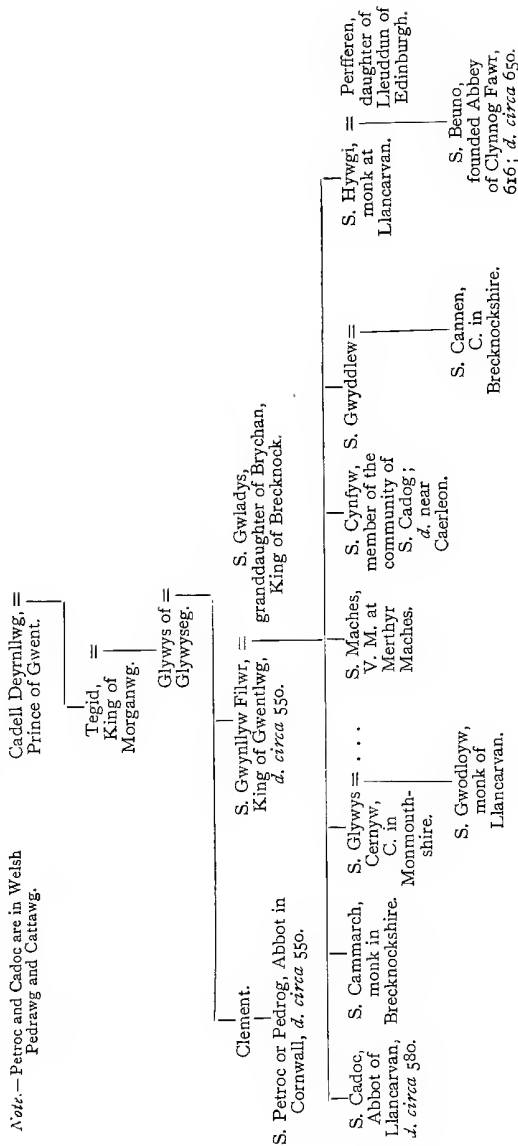 Note.—Petroc and Cadoc are in Welsh
Pedrawg and Cattawg.
Cadell Deyrnllwg, =
Prince of Gwent.
=
Tegid,
King of
Morganwg.
Glywys of =
Glywyseg.
Clement.
S. Petroc or Pedrog, Abbot in
Cornwall, d. circa 550.
S. Gwynllyw Filwr, =
King of Gwentlwg,
d. circa 550.
S. Gwladys,
granddaughter of Brychan,
King of Brecknock.
S. Cadoc,
Abbot of
Llancarvan,
d. circa 580.
S. Cammarch,
monk in
Brecknockshire.
S. Glywys = . . . .
Cernyw,
C. in
Monmouth-
shire.
S. Gwodloyw,
monk of
Llancarvan.
S. Maches,
V. M. at
Merthyr
Maches.
S. Cynfyw,
member of the
community of
S. Cadog;
d. near
Caerleon.
S. Gwyddlew =
S. Cannen,
C. in
Brecknockshire.
S. Hywgi, =
monk at
Llancarvan.
Perfferen,
daughter of
Lleuddun of
Edinburgh.
S. Beuno,
founded Abbey
of Clynnog Fawr,
616; d. circa 650.